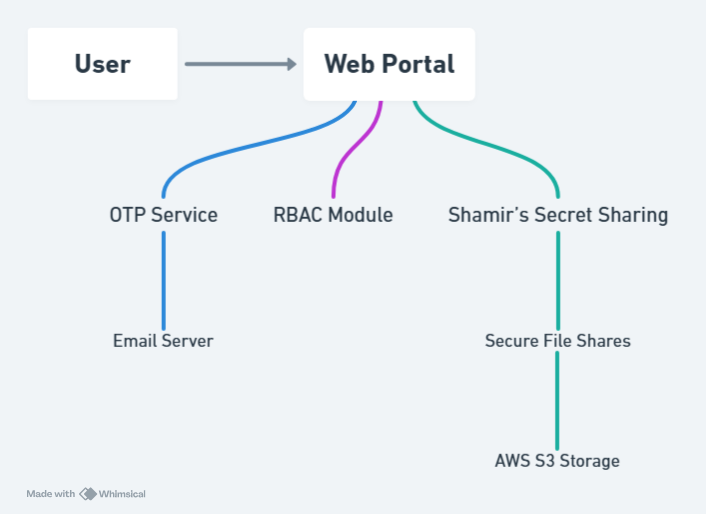 User
Web Portal
OTP Service
RBAC Module
Shamir's Secret Sharing
Email Server
Secure File Shares
AWS S3 Storage
Made with Whimsical